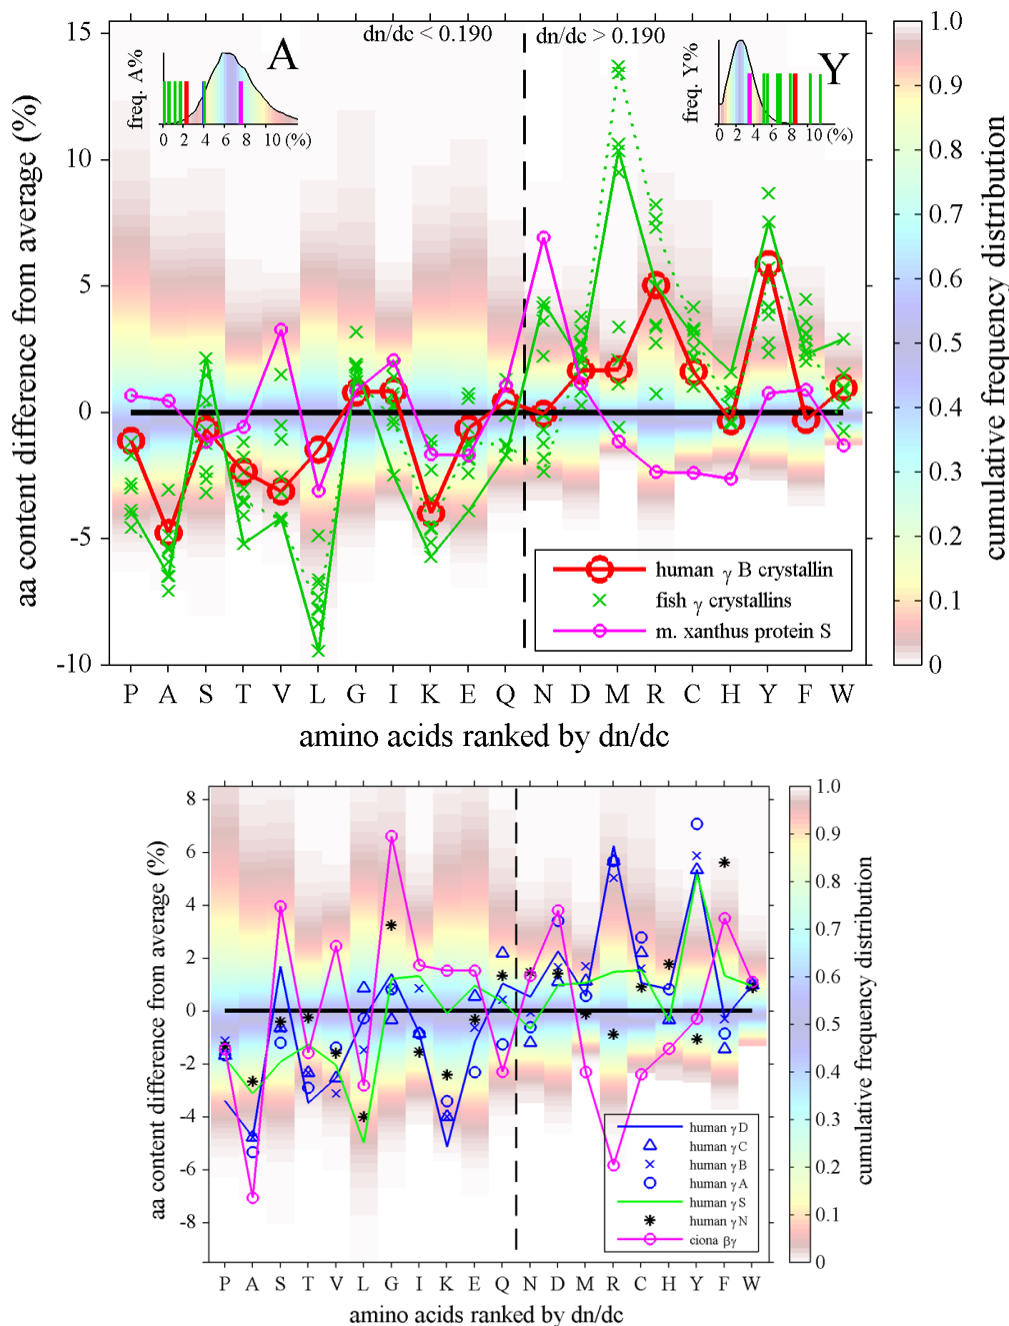 dn/dc < 0.190
dn/dc > 0.190
A
freq. A%
0 2 4 6 8 10 (%)
Y
freq. Y%
0 2 4 6 8 10 (%)
15
10
5
0
-5
-10
aa content difference from average (%)
human γ B crystallin
fish γ crystallins
m. xanthus protein S
P A S T V L G I K E Q N D M R C H Y F W
amino acids ranked by dn/dc
1.0
0.9
0.8
0.7
0.6
0.5
0.4
0.3
0.2
0.1
0
cumulative frequency distribution
8
6
4
2
0
-2
-4
-6
-8
aa content difference from average (%)
human γ D
human γ C
human γ B
human γ A
human γ S
human γ N
ciona βγ
P A S T V L G I K E Q N D M R C H Y F W
amino acids ranked by dn/dc
1.0
0.9
0.8
0.7
0.6
0.5
0.4
0.3
0.2
0.1
0
cumulative frequency distribution